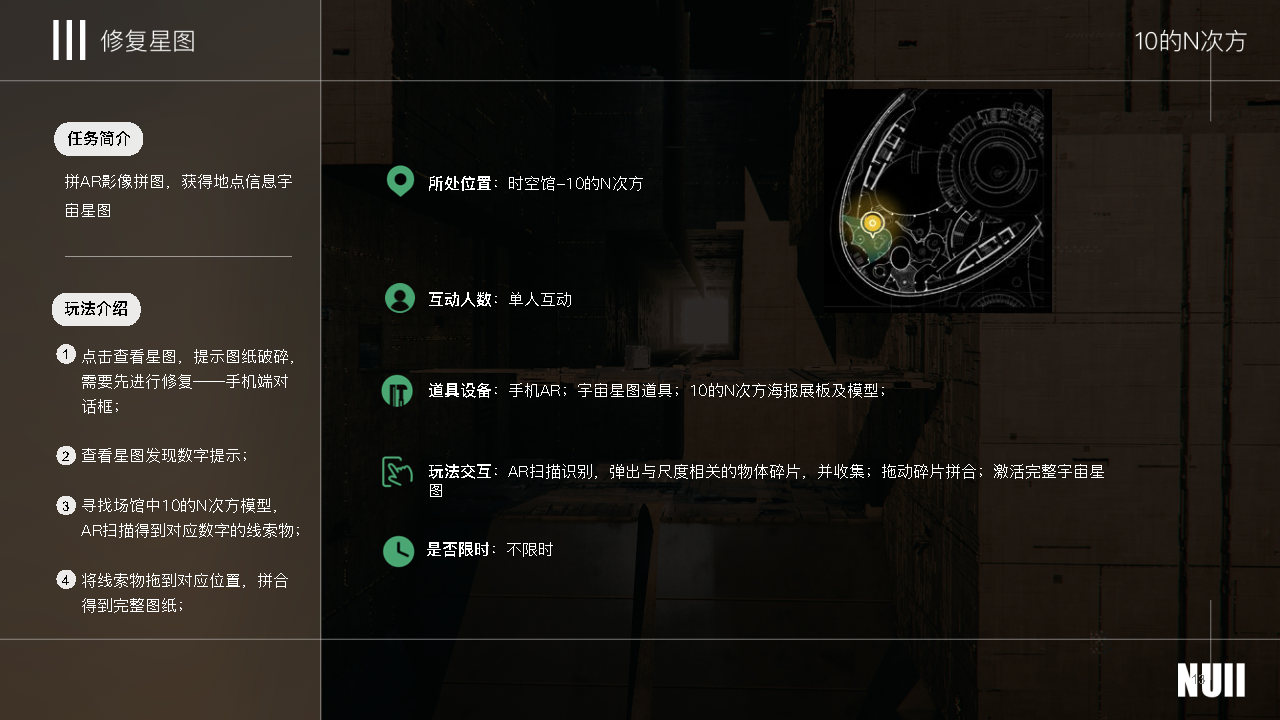 修复星图
10的N次方
任务简介
拼AR影像拼图，获得地点信息字
宙星图
玩法介绍
1 点击查看星图，提示图纸破碎，
需要先进行修复——手机端对
话框；
2 查看星图发现数字提示；
3 寻找场馆中10的N次方模型，
AR扫描得到对应数字的线索物；
4 将线索物拖到对应位置，拼合
得到完整图纸；
所处位置：时空馆-10的N次方
互动人数：单人互动
道具设备：手机AR；宇宙星图道具；10的N次方海报展板及模型；
玩法交互：AR扫描识别，弹出与尺度相关的物体碎片，并收集；拖动碎片拼合；激活完整宇宙星
图
是否限时：不限时
NUII